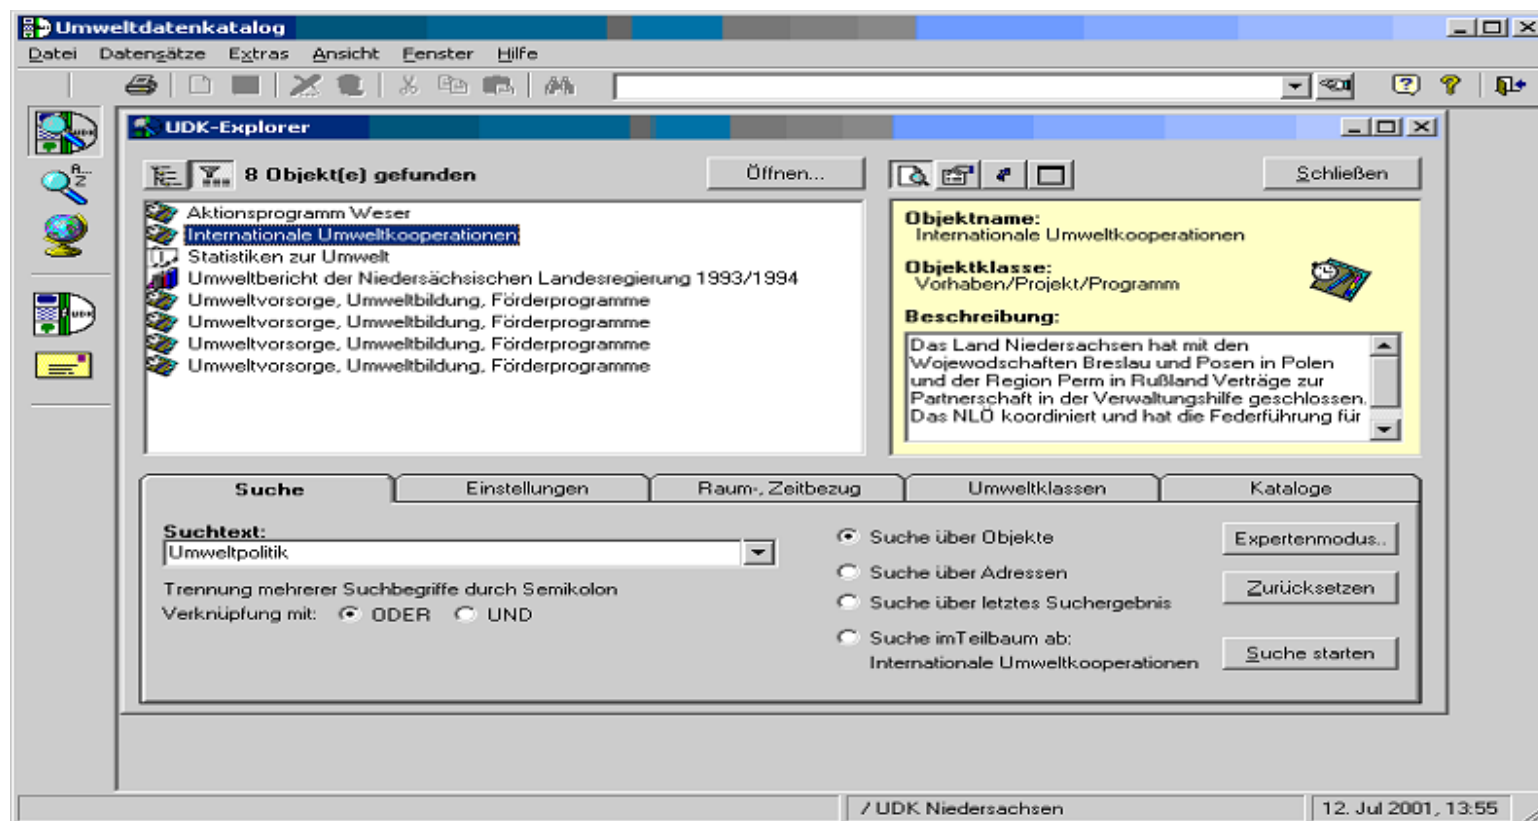 Umweltdatenkatalog
Datei Datensätze Extras Ansicht Fenster Hilfe
UDK-Explorer
8 Objekt(e) gefunden
Öffnen...
Schließen
Aktionsprogramm Weser
Internationale Umweltkooperationen
Statistiken zur Umwelt
Umweltbericht der Niedersächsischen Landesregierung 1993/1994
Umweltvorsorge, Umweltbildung, Förderprogramme
Umweltvorsorge, Umweltbildung, Förderprogramme
Umweltvorsorge, Umweltbildung, Förderprogramme
Umweltvorsorge, Umweltbildung, Förderprogramme
Objektname:
Internationale Umweltkooperationen
Objektklasse:
Vorhaben/Projekt/Programm
Beschreibung:
Das Land Niedersachsen hat mit den
Wojewodschaften Breslau und Posen in Polen
und der Region Perm in Rußland Verträge zur
Partnerschaft in der Verwaltungshilfe geschlossen.
Das NLÖ koordiniert und hat die Federführung für
Suche Einstellungen Raum-, Zeitbezug Umweltklassen Kataloge
Suchtext:
Umweltpolitik
Trennung mehrerer Suchbegriffe durch Semikolon
Verknüpfung mit: ODER UND
Suche über Objekte
Suche über Adressen
Suche über letztes Suchergebnis
Suche imTeilbaum ab:
Internationale Umweltkooperationen
Expertenmodus..
Zurücksetzen
Suche starten
/ UDK Niedersachsen
12. Jul 2001, 13:55